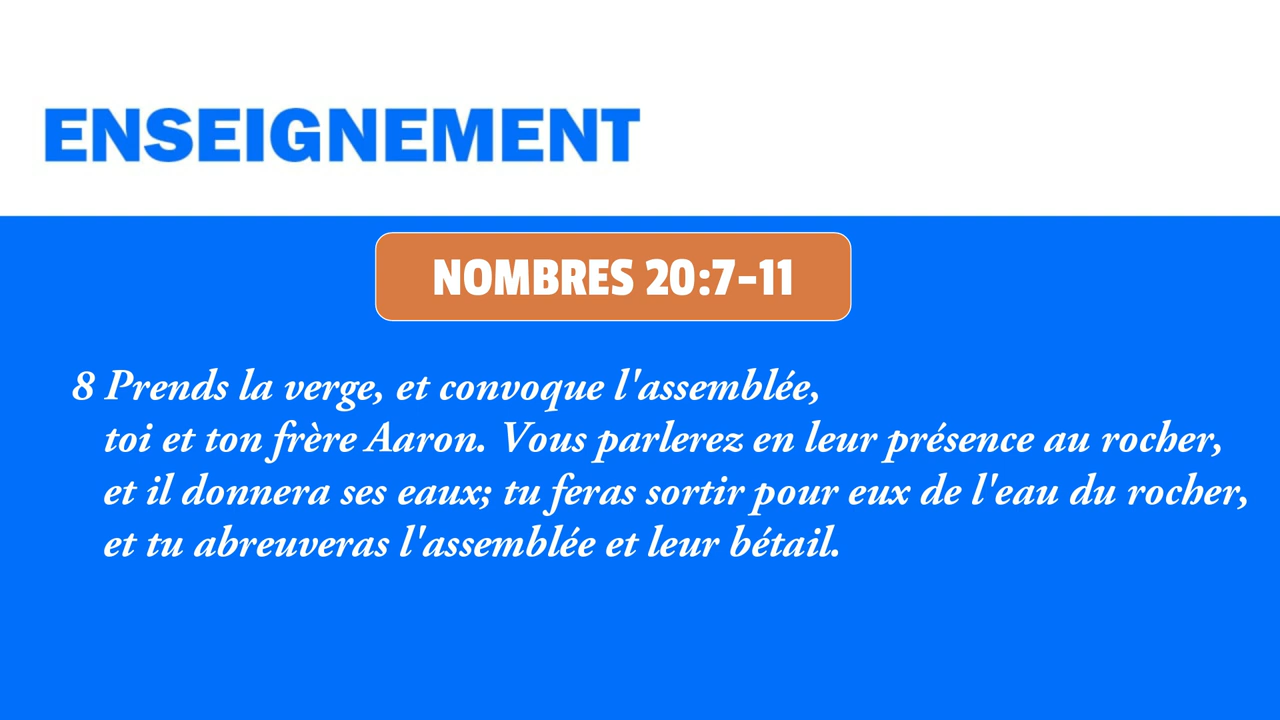 ENSEIGNEMENT
NOMBRES 20:7-11
8 Prends la verge, et convoque l'assemblée,
toi et ton frère Aaron. Vous parlerez en leur présence au rocher,
et il donnera ses eaux; tu feras sortir pour eux de l'eau du rocher,
et tu abreuveras l'assemblée et leur bétail.